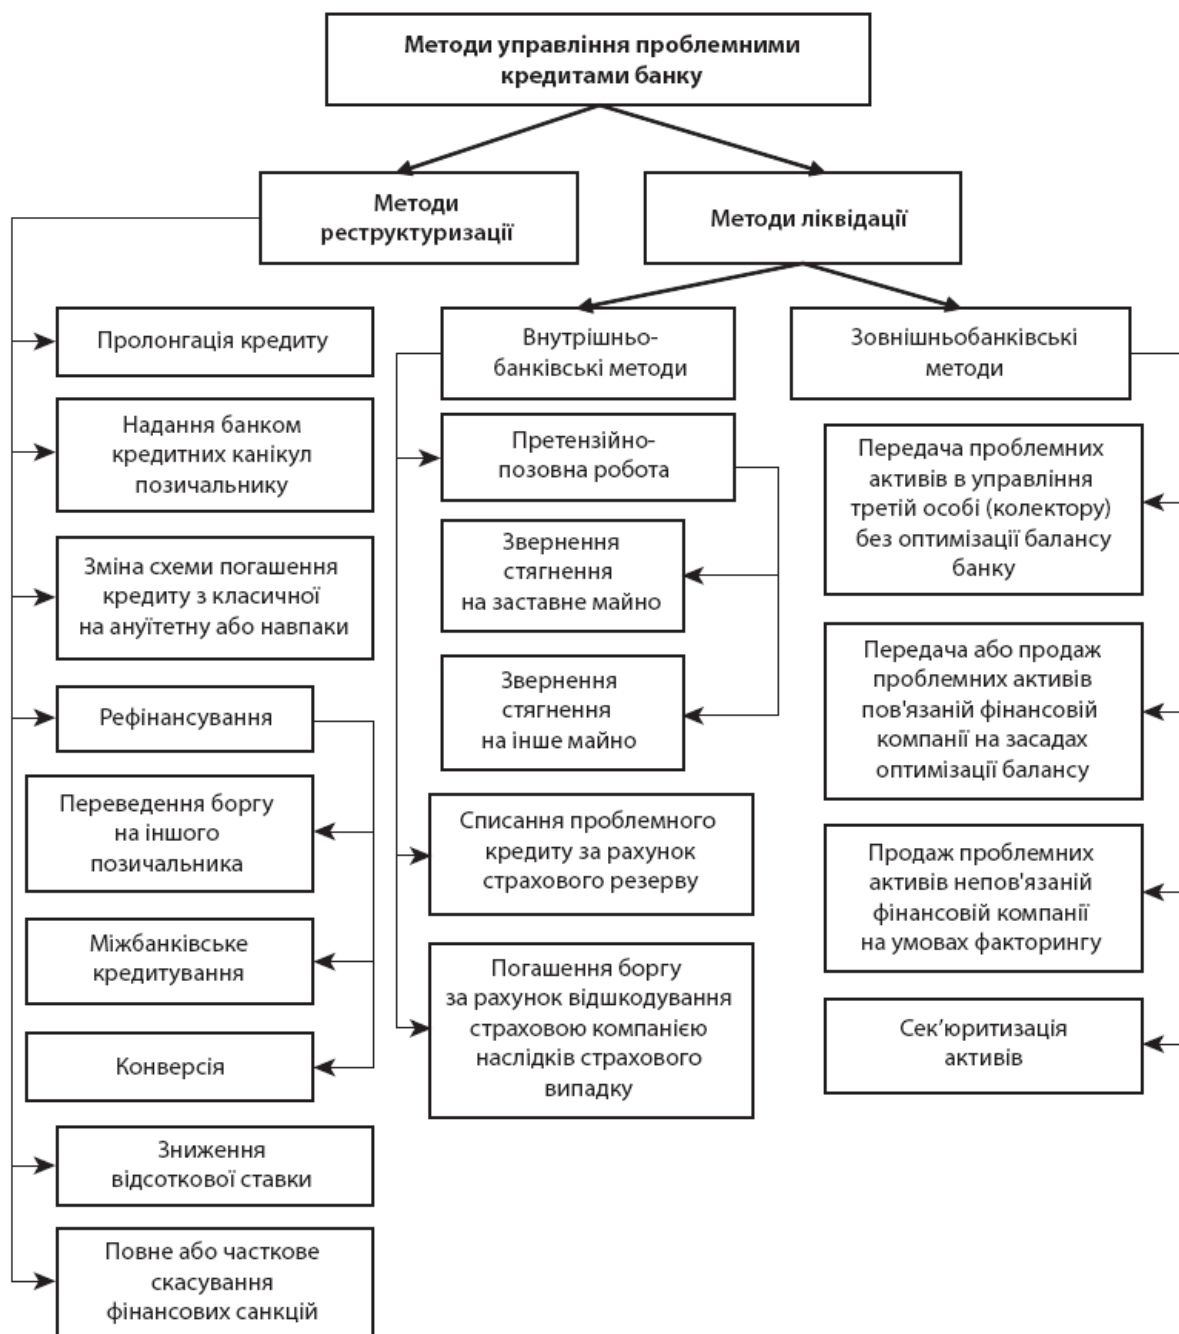 Методи управління проблемними
кредитами банку
Методи
реструктуризації
Методи ліквідації
Пролонгація кредиту
Надання банком
кредитних канікул
позичальнику
Зміна схеми погашення
кредиту з класичної
на ануїтетну або навпаки
Рефінансування
Переведення боргу
на іншого
позичальника
Міжбанківське
кредитування
Конверсія
Зниження
відсоткової ставки
Повне або часткове
скасування
фінансових санкцій
Внутрішньо-
банківські методи
Претензійно-
позовна робота
Звернення
стягнення
на заставне майно
Звернення
стягнення
на інше майно
Списання проблемного
кредиту за рахунок
страхового резерву
Погашення боргу
за рахунок відшкодування
страховою компанією
наслідків страхового
випадку
Зовнішньобанківські
методи
Передача проблемних
активів в управління
третій особі (колектору)
без оптимізації балансу
банку
Передача або продаж
проблемних активів
пов'язаній фінансовій
компанії на засадах
оптимізації балансу
Продаж проблемних
активів непов'язаній
фінансовій компанії
на умовах факторингу
Сек’юритизація
активів